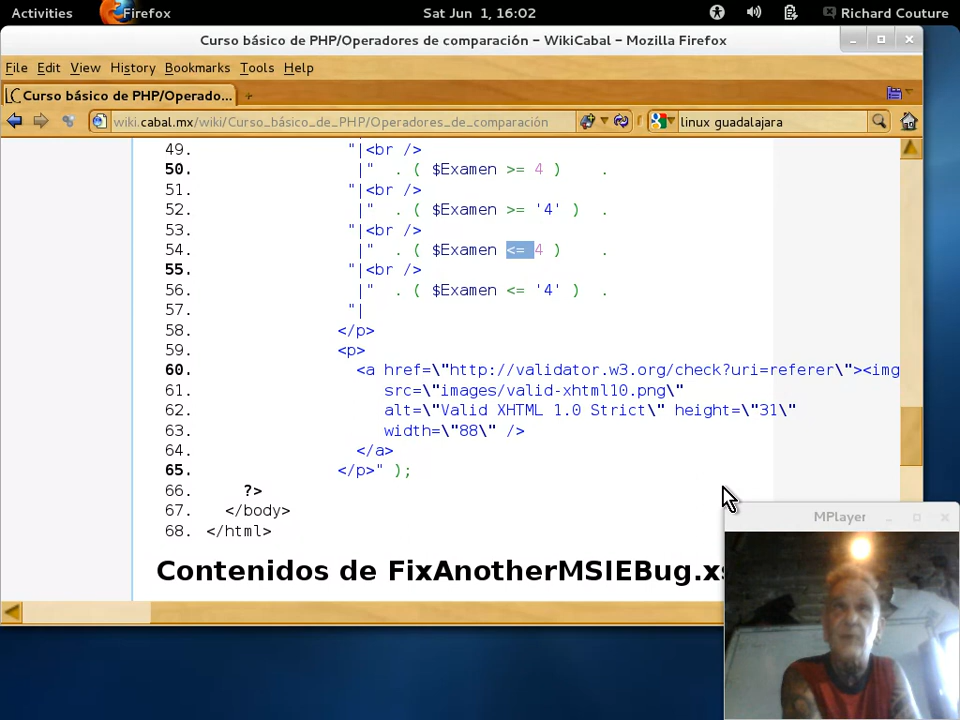 Activities Firefox Sat Jun 1, 16:02 Richard Couture
Curso básico de PHP/Operadores de comparación – WikiCabal – Mozilla Firefox
File Edit View History Bookmarks Tools Help
Curso básico de PHP/Operado...
wiki.cabal.mx/wiki/Curso_básico_de_PHP/Operadores_de_comparación linux guadalajara
49. "|<br />
50. |" . ( $Examen >= 4 ) .
51. "|<br />
52. |" . ( $Examen >= '4' ) .
53. "|<br />
54. |" . ( $Examen <= 4 ) .
55. "|<br />
56. |" . ( $Examen <= '4' ) .
57. "|
58. </p>
59. <p>
60. <a href=\"http://validator.w3.org/check?uri=referer\"><img
61. src=\"images/valid-xhtml10.png\"
62. alt=\"Valid XHTML 1.0 Strict\" height=\"31\"
63. width=\"88\" />
64. </a>
65. </p>" );
66. ?>
67. </body>
68. </html>
MPlayer
Contenidos de FixAnotherMSIEBug.xs